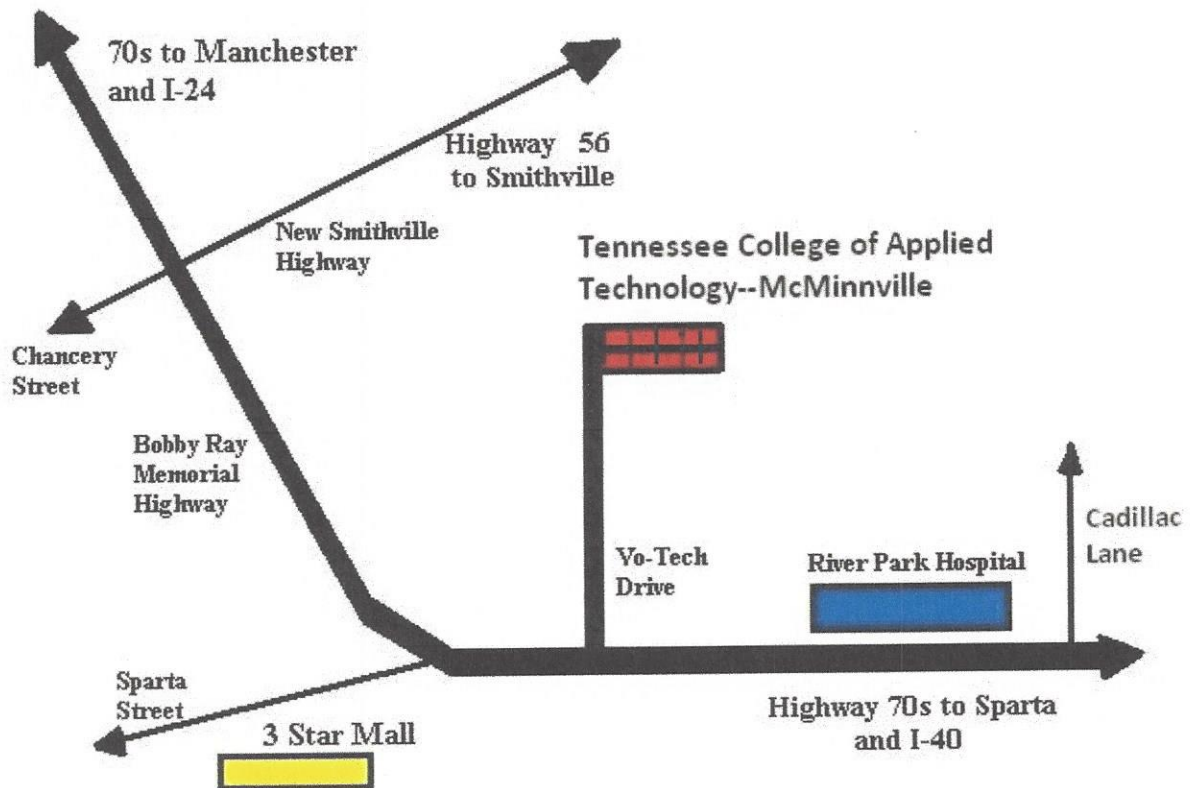 70s to Manchester
and I-24
Highway 56
to Smithville
New Smithville
Highway
Tennessee College of Applied
Technology--McMinnville
Chancery
Street
Bobby Ray
Memorial
Highway
Vo-Tech
Drive
River Park Hospital
Cadillac
Lane
Sparta
Street
3 Star Mall
Highway 70s to Sparta
and I-40